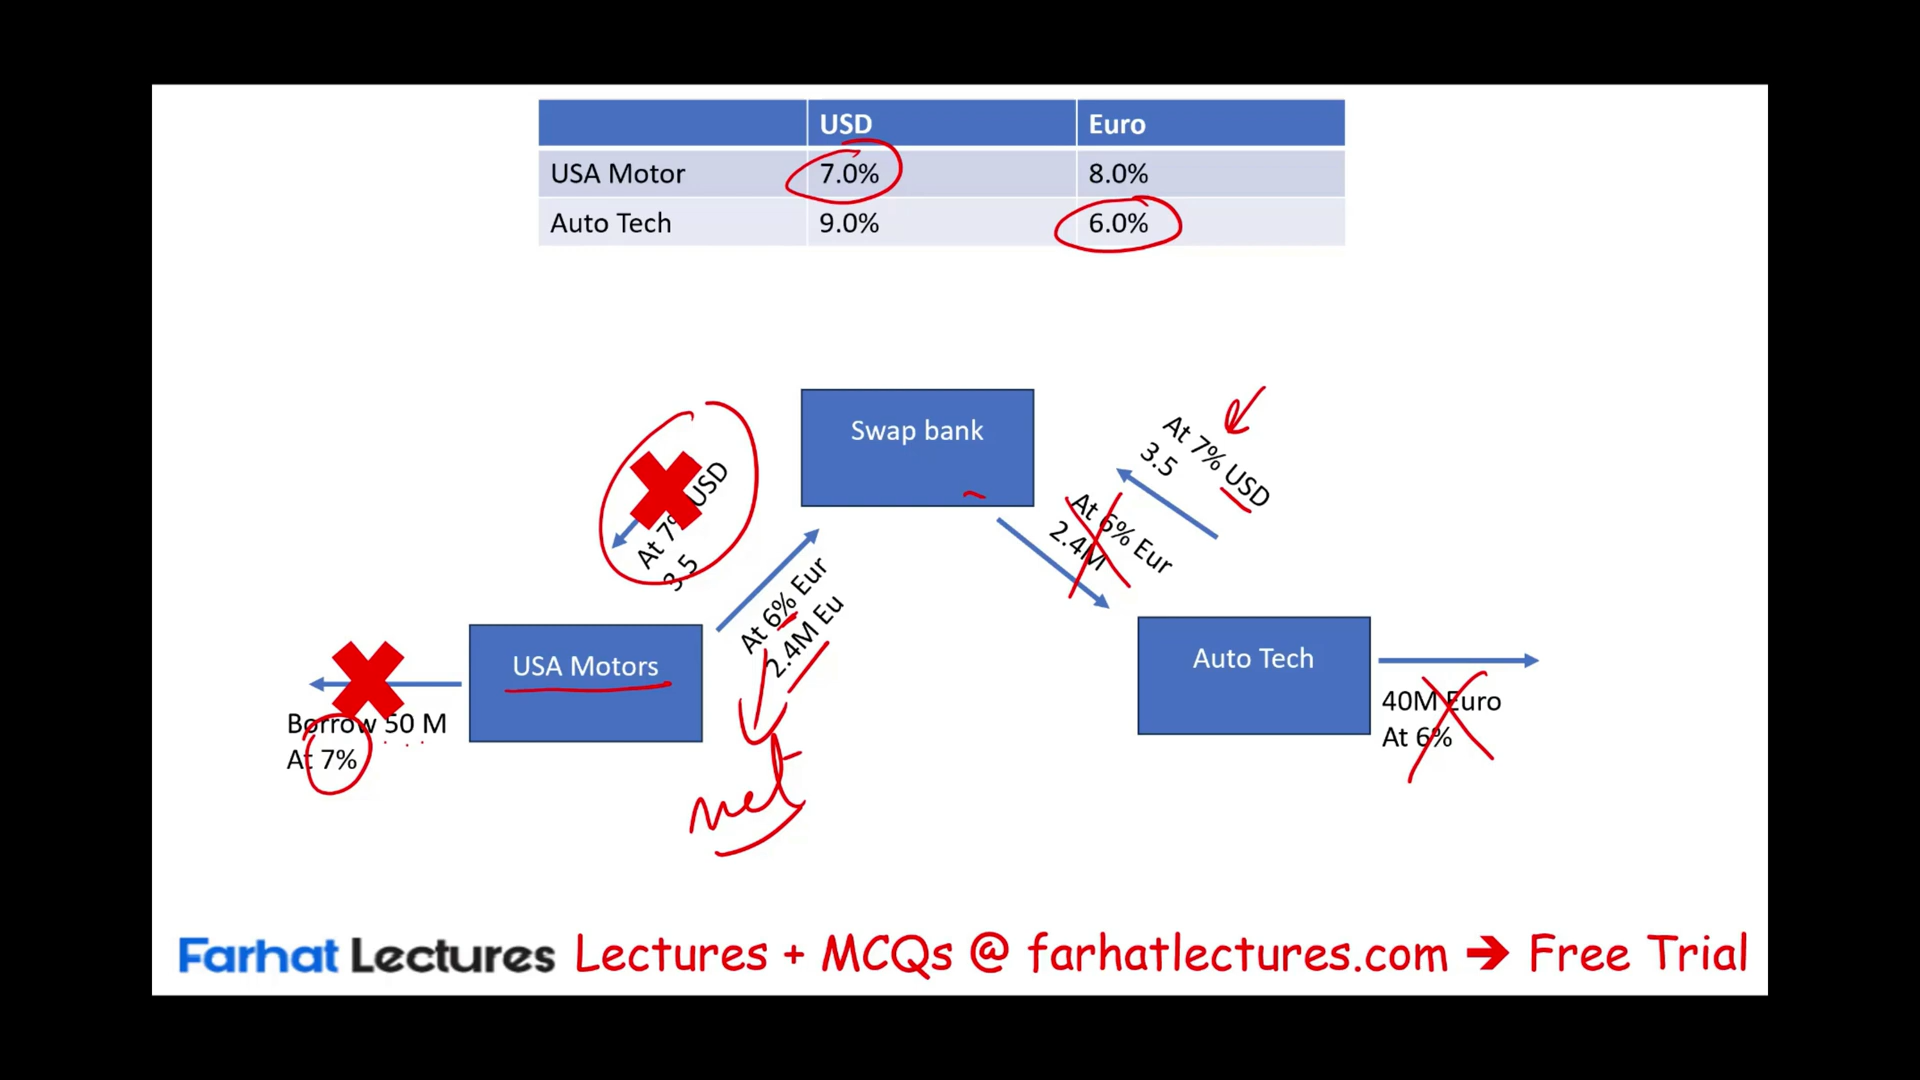 USD Euro
USA Motor 7.0% 8.0%
Auto Tech 9.0% 6.0%
Swap bank
At 7% USD
3.5
At 7% USD
3.5
At 6% Eur
2.4M
At 6% Eur
2.4M Eu
USA Motors
Auto Tech
Borrow 50 M
At 7%
40M Euro
At 6%
net
Farhat Lectures Lectures + MCQs @ farhatlectures.com ➔ Free Trial